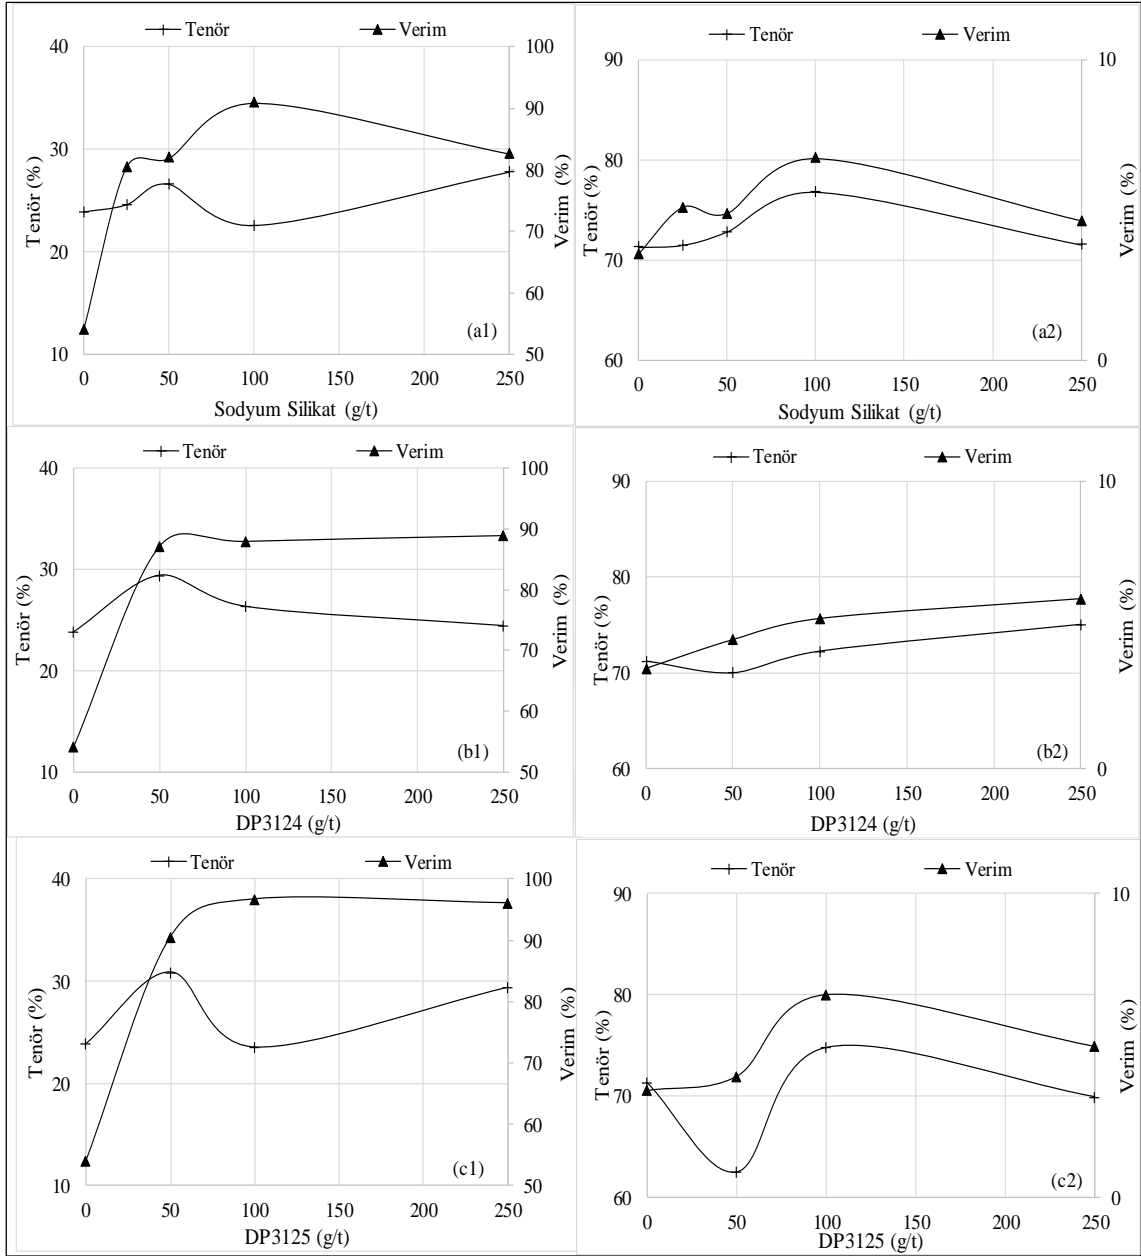 Tenör Verim
40 100
90
30 80
70
20 60
10 50
Tenör (%)
Verim (%)
(a1)
0 50 100 150 200 250
Sodyum Silikat (g/t)
Tenör Verim
90 10
80
70
60 0
Tenör (%)
Verim (%)
(a2)
0 50 100 150 200 250
Sodyum Silikat (g/t)
Tenör Verim
40 100
90
30 80
70
20 60
10 50
Tenör (%)
Verim (%)
(b1)
0 50 100 150 200 250
DP3124 (g/t)
Tenör Verim
90 10
80
70
60 0
Tenör (%)
Verim (%)
(b2)
0 50 100 150 200 250
DP3124 (g/t)
Tenör Verim
40 100
90
30 80
70
20 60
10 50
Tenör (%)
Verim (%)
(c1)
0 50 100 150 200 250
DP3125 (g/t)
Tenör Verim
90 10
80
70
60 0
Tenör (%)
Verim (%)
(c2)
0 50 100 150 200 250
DP3125 (g/t)